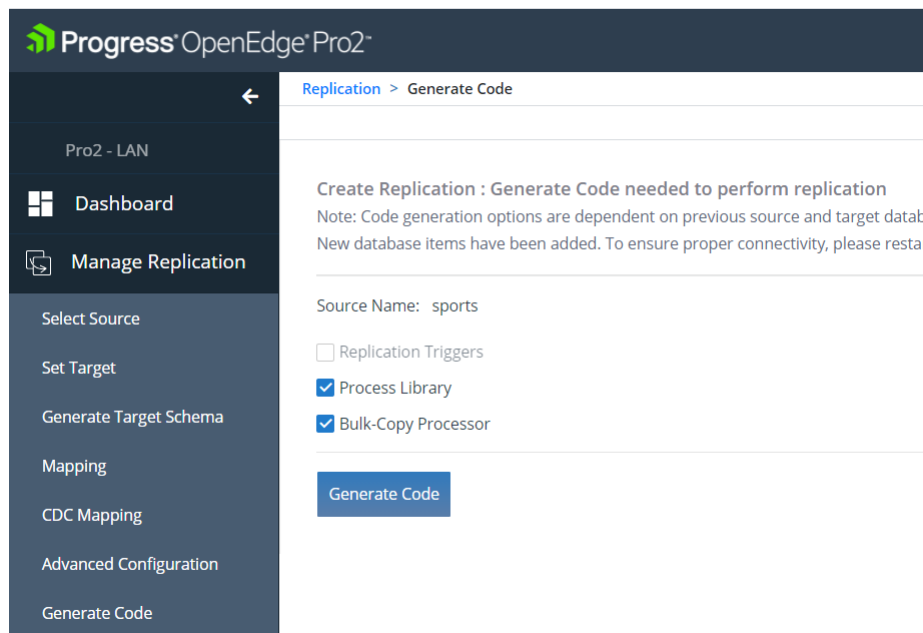 Progress® OpenEdge® Pro2™
Replication > Generate Code
Pro2 - LAN
Dashboard
Manage Replication
Select Source
Set Target
Generate Target Schema
Mapping
CDC Mapping
Advanced Configuration
Generate Code
Create Replication : Generate Code needed to perform replication
Note: Code generation options are dependent on previous source and target
New database items have been added. To ensure proper connectivity, please
Source Name: sports
Replication Triggers
Process Library
Bulk-Copy Processor
Generate Code